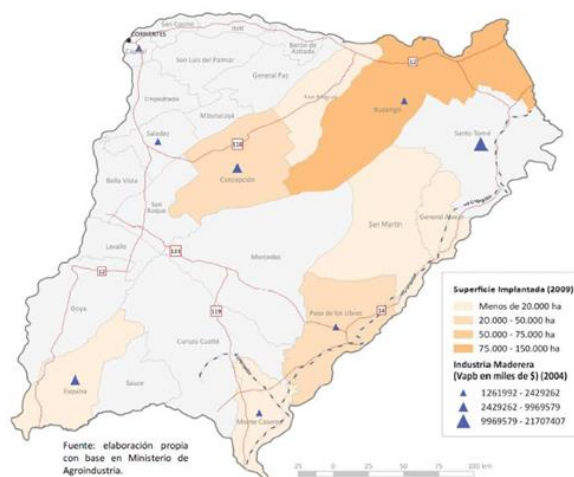 San Cosme
Itatí
CORRIENTES
Capital
Berón de
Astrada
San Luis del Palmar
General Paz
12
San Miguel
Empedrado
Mburucuyá
Ituzaingó
Saladas
Santo Tomé
118
Concepción
Bella Vista
San
Roque
San Martín
General Alvear
Lavalle
123
Mercedes
12
Superficie Implantada (2009)
Menos de 20.000 ha
20.000 - 50.000 ha
50.000 - 75.000 ha
75.000 - 150.000 ha
Goya
119
14
Paso de los Libres
Curuzú Cuatiá
Industria Maderera
(Vapb en miles de $) (2004)
1261992 - 2429262
2429262 - 9969579
9969579 - 21707407
Esquina
Sauce
Monte Caseros
Fuente: elaboración propia
con base en Ministerio de
Agroindustria.
25 0 25 50 75 100 km